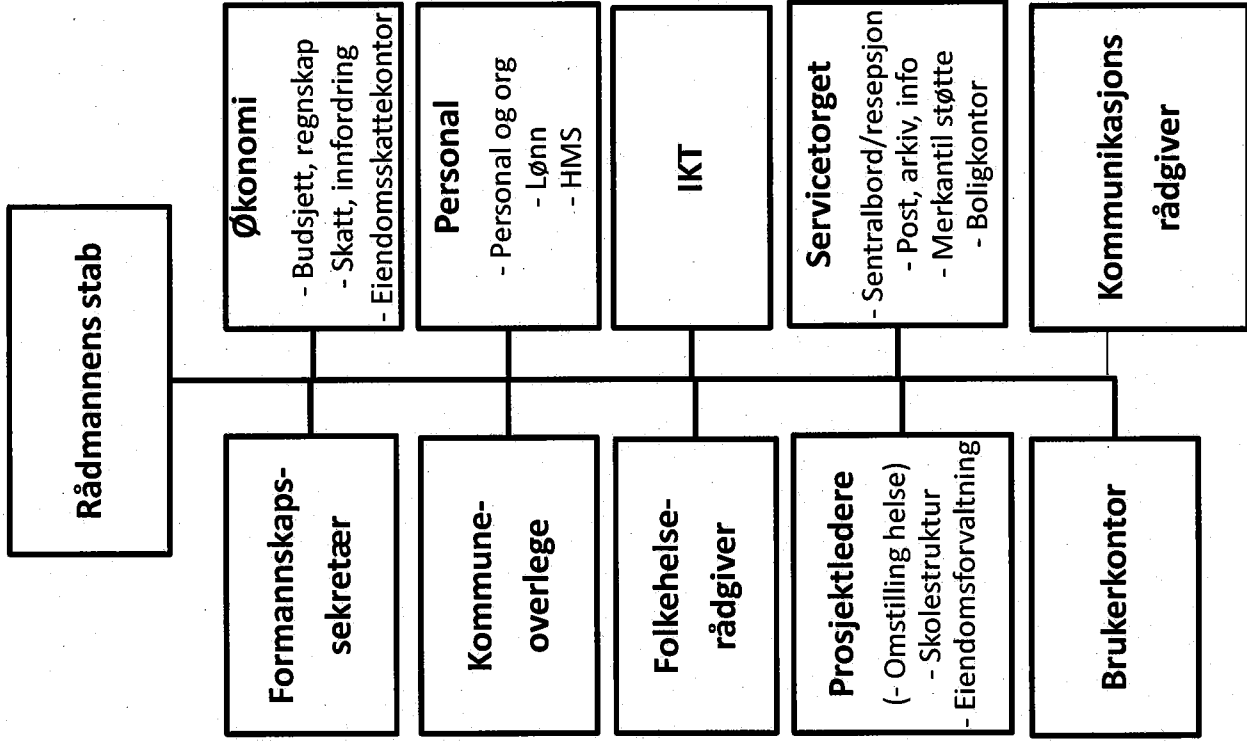 Rådmannens stab
Formannskaps-
sekretær
Økonomi
- Budsjett, regnskap
- Skatt, innfordring
- Eiendomsskattekontor
Kommune-
overlege
Personal
- Personal og org
- Lønn
- HMS
Folkehelse-
rådgiver
IKT
Prosjektledere
(- Omstilling helse)
- Skolestruktur
- Eiendomsforvaltning
Servicetorget
- Sentralbord/resepsjon
- Post, arkiv, info
- Merkantil støtte
- Boligkontor
Brukerkontor
Kommunikasjons
rådgiver